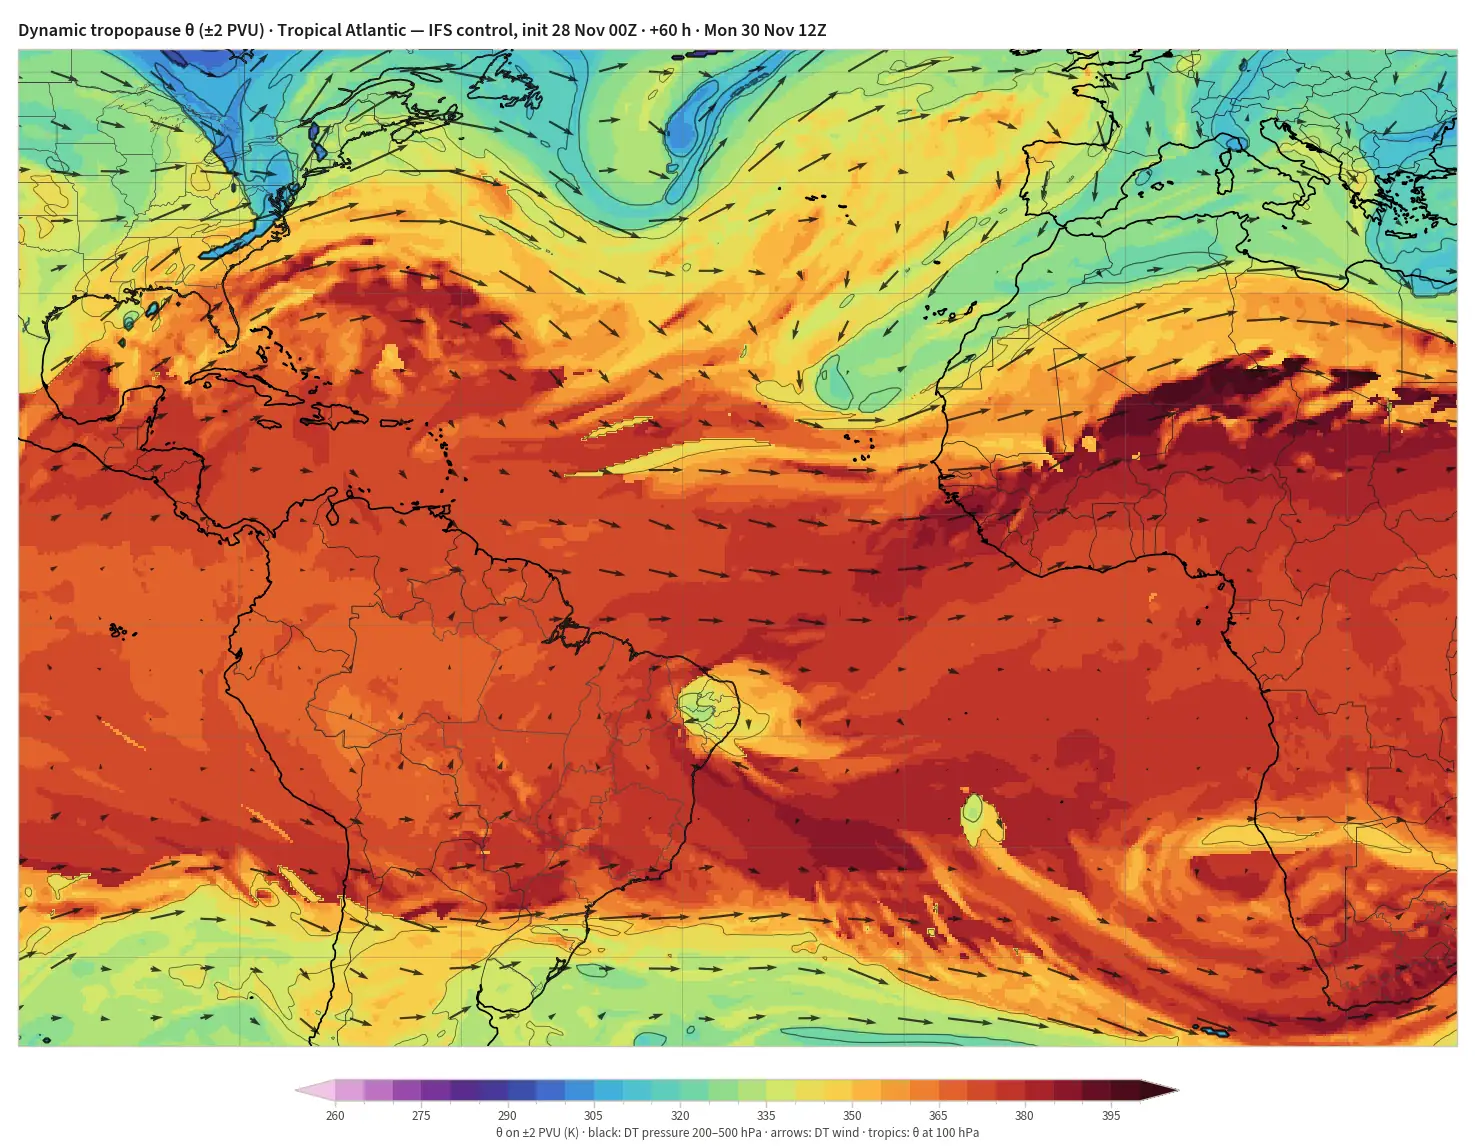 Dynamic tropopause θ (±2 PVU) · Tropical Atlantic — IFS control, init 28 Nov 00Z · +60 h · Mon 30 Nov 12Z
260 275 290 305 320 335 350 365 380 395
θ on ±2 PVU (K) · black: DT pressure 200–500 hPa · arrows: DT wind · tropics: θ at 100 hPa